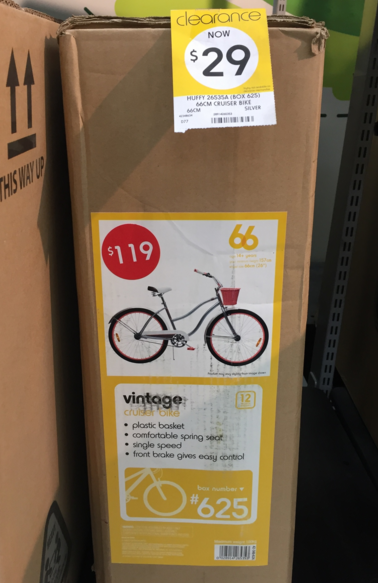 clearance
NOW
$29
HUFFY 26535A (BOX 625)
66CM CRUISER BIKE
66CM SILVER
THIS WAY UP
$119
66
vintage
cruiser bike
12
• plastic basket
• comfortable spring seat
• single speed
• front brake gives easy control
box number
#625